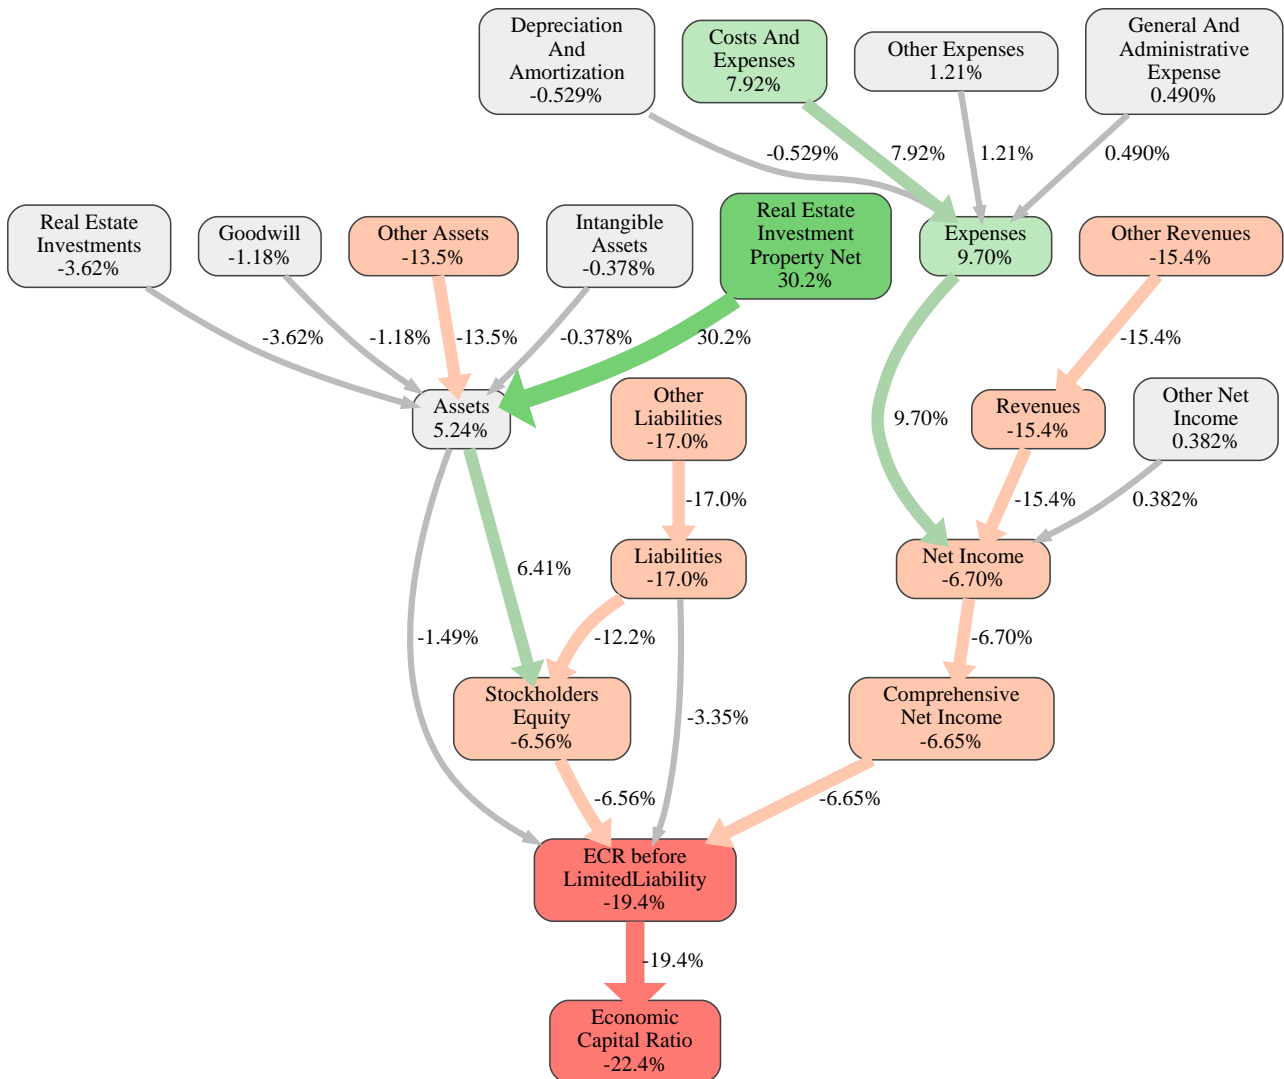 Depreciation
And
Amortization
-0.529%
Costs And
Expenses
7.92%
Other Expenses
1.21%
General And
Administrative
Expense
0.490%
-0.529%
7.92%
1.21%
0.490%
Real Estate
Investments
-3.62%
Goodwill
-1.18%
Other Assets
-13.5%
Intangible
Assets
-0.378%
Real Estate
Investment
Property Net
30.2%
Expenses
9.70%
Other Revenues
-15.4%
-3.62%
-1.18%
-13.5%
-0.378%
30.2%
-15.4%
Assets
5.24%
Other
Liabilities
-17.0%
9.70%
Revenues
-15.4%
Other Net
Income
0.382%
-17.0%
-15.4%
0.382%
6.41%
Liabilities
-17.0%
Net Income
-6.70%
-1.49%
-12.2%
-6.70%
Stockholders
Equity
-6.56%
-3.35%
Comprehensive
Net Income
-6.65%
-6.56%
-6.65%
ECR before
LimitedLiability
-19.4%
-19.4%
Economic
Capital Ratio
-22.4%